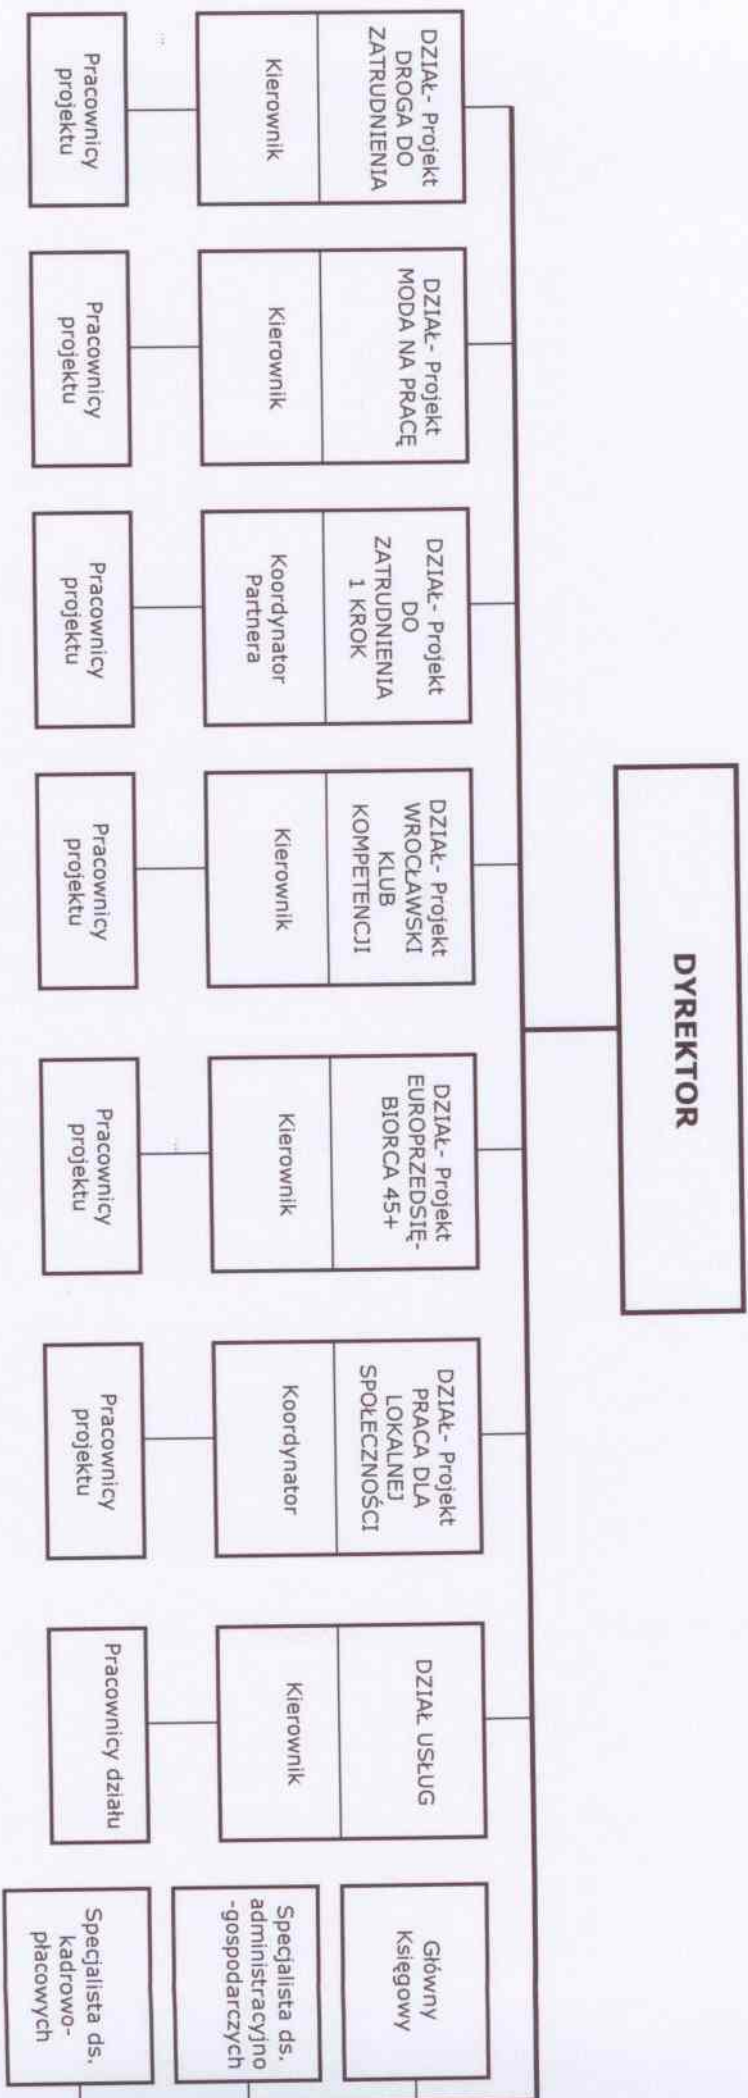 DYREKTOR
DZIAŁ- Projekt
DROGA DO
ZATRUDNIENIA
Kierownik
Pracownicy
projektu
DZIAŁ- Projekt
MODA NA PRACĘ
Kierownik
Pracownicy
projektu
DZIAŁ- Projekt
DO
ZATRUDNIENIA
1 KROK
Koordynator
Partnera
Pracownicy
projektu
DZIAŁ- Projekt
WROCŁAWSKI
KLUB
KOMPETENCJI
Kierownik
Pracownicy
projektu
DZIAŁ- Projekt
EUROPRZEDSIĘ-
BIORCA 45+
Kierownik
Pracownicy
projektu
DZIAŁ- Projekt
PRACA DLA
LOKALNEJ
SPOŁECZNOŚCI
Koordynator
Pracownicy
projektu
DZIAŁ USŁUG
Kierownik
Pracownicy działu
Główny
Księgowy
Specjalista ds.
administracyjno
-gospodarczych
Specjalista ds.
kadrowo-
płacowych